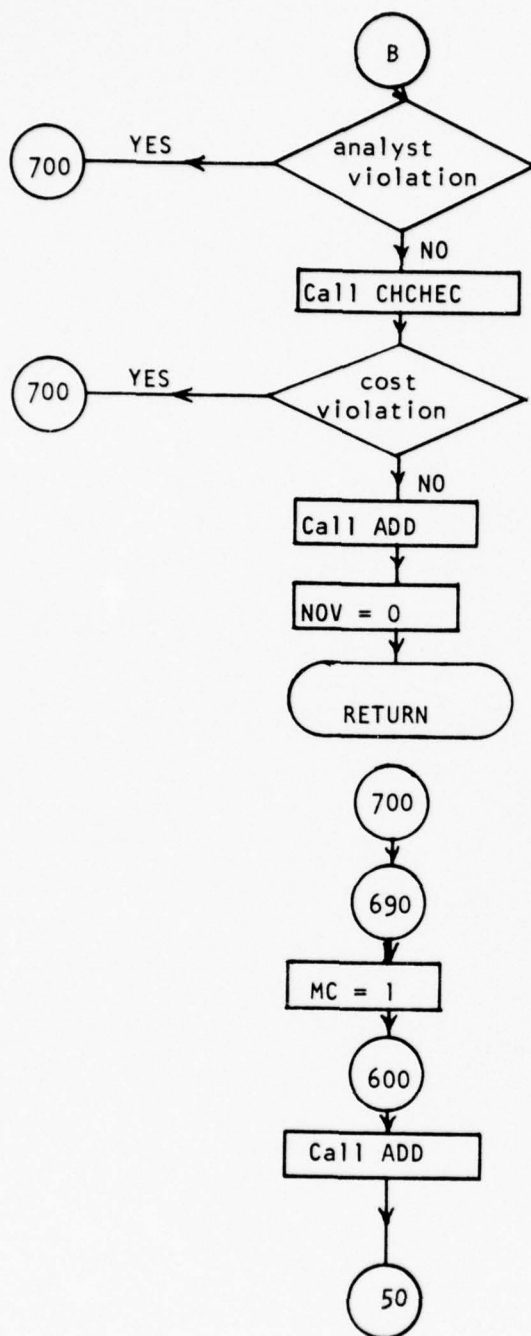 B
YES
700
analyst
violation
NO
Call CHCHEC
YES
700
cost
violation
NO
Call ADD
NOV = 0
RETURN
700
690
MC = 1
600
Call ADD
50